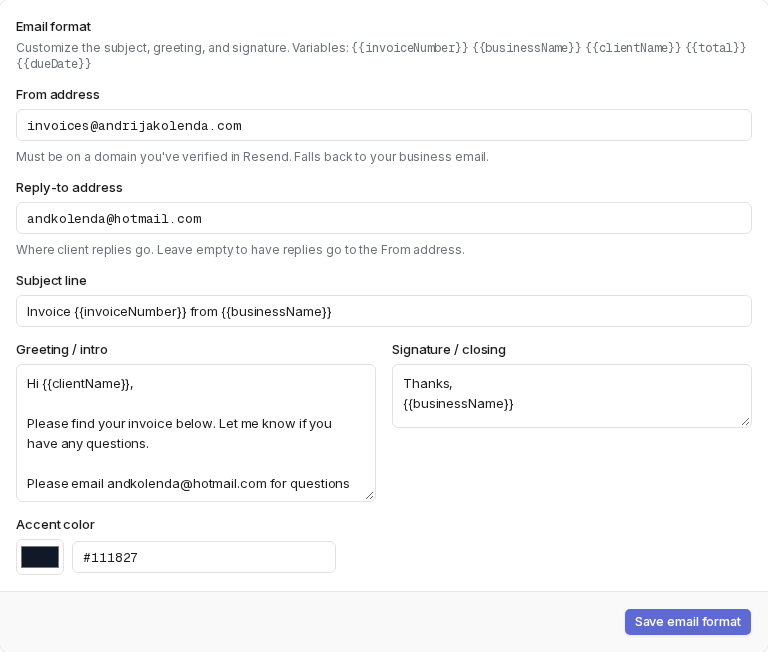 Email format
Customize the subject, greeting, and signature. Variables: {{invoiceNumber}} {{businessName}} {{clientName}} {{total}}
{{dueDate}}
From address
invoices@andrijakolenda.com
Must be on a domain you've verified in Resend. Falls back to your business email.
Reply-to address
andkolenda@hotmail.com
Where client replies go. Leave empty to have replies go to the From address.
Subject line
Invoice {{invoiceNumber}} from {{businessName}}
Greeting / intro
Hi {{clientName}},
Please find your invoice below. Let me know if you
have any questions.
Please email andkolenda@hotmail.com for questions
Signature / closing
Thanks,
{{businessName}}
Accent color
#111827
Save email format